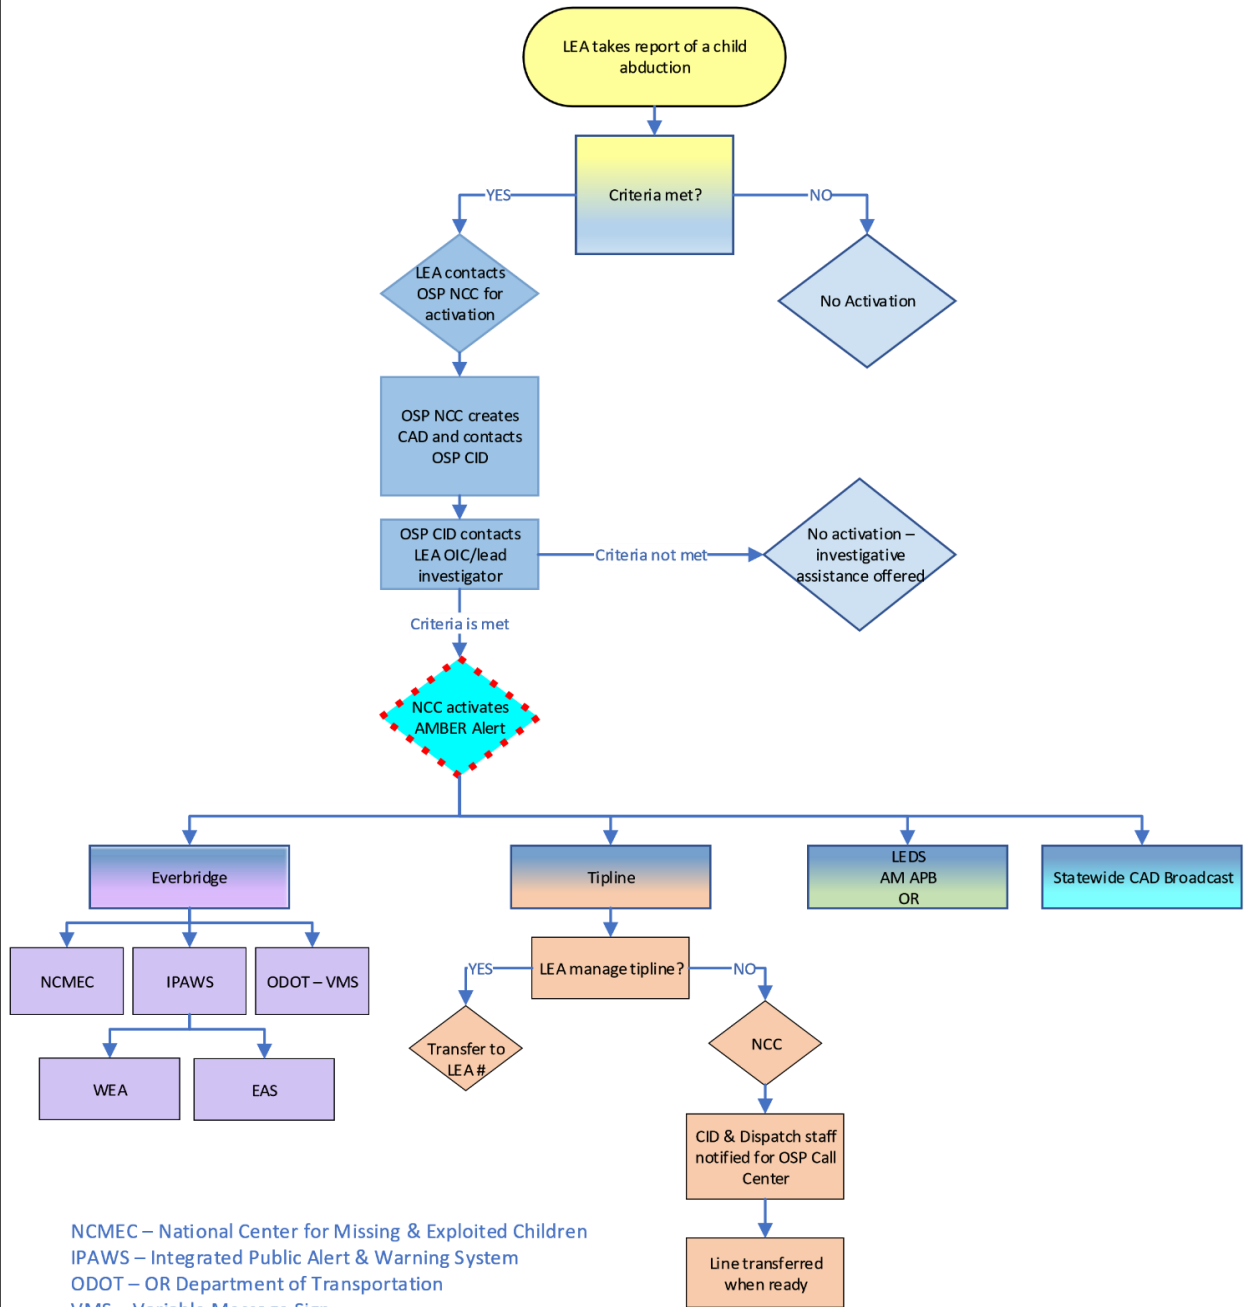 LEA takes report of a child
abduction
Criteria met?
YES
NO
LEA contacts
OSP NCC for
activation
No Activation
OSP NCC creates
CAD and contacts
OSP CID
OSP CID contacts
LEA OIC/lead
investigator
Criteria not met
No activation –
investigative
assistance offered
Criteria is met
NCC activates
AMBER Alert
Everbridge
Tipline
LEDS
AM APB
OR
Statewide CAD Broadcast
NCMEC
IPAWS
ODOT – VMS
LEA manage tipline?
YES
NO
Transfer to
LEA #
NCC
WEA
EAS
CID & Dispatch staff
notified for OSP Call
Center
Line transferred
when ready
NCMEC – National Center for Missing & Exploited Children
IPAWS – Integrated Public Alert & Warning System
ODOT – OR Department of Transportation
VMS – Variable Message Sign